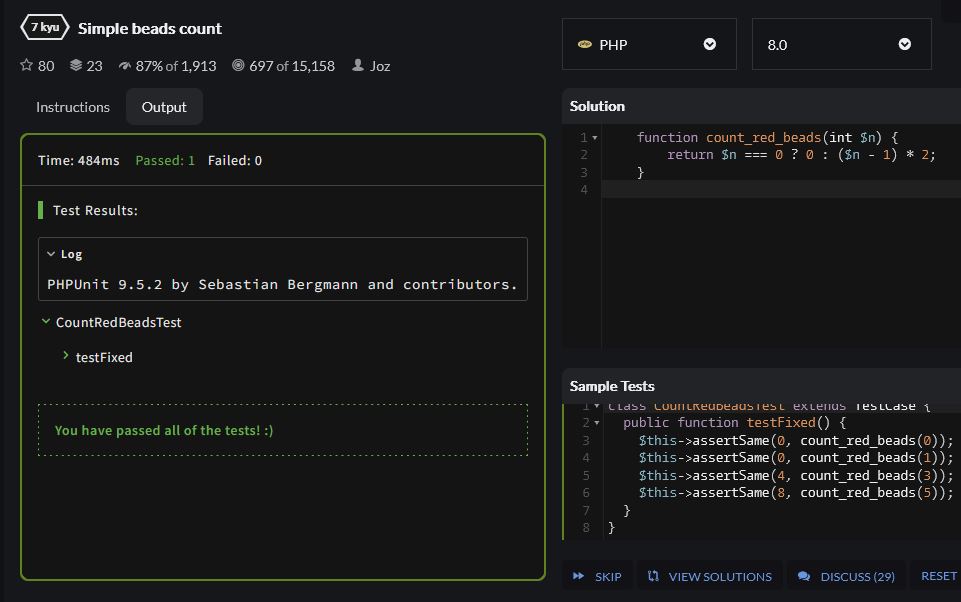 7 kyu Simple beads count
80 23 87% of 1,913 697 of 15,158 Joz
Instructions Output
Time: 484ms Passed: 1 Failed: 0
Test Results:
Log
PHPUnit 9.5.2 by Sebastian Bergmann and contributors.
CountRedBeadsTest
testFixed
You have passed all of the tests! :)
PHP 8.0
Solution
1 function count_red_beads(int $n) {
2 return $n === 0 ? 0 : ($n - 1) * 2;
3 }
4
Sample Tests
1 class CountRedBeadsTest extends TestCase {
2 public function testFixed() {
3 $this->assertSame(0, count_red_beads(0));
4 $this->assertSame(0, count_red_beads(1));
5 $this->assertSame(4, count_red_beads(3));
6 $this->assertSame(8, count_red_beads(5));
7 }
8 }
SKIP VIEW SOLUTIONS DISCUSS (29) RESET